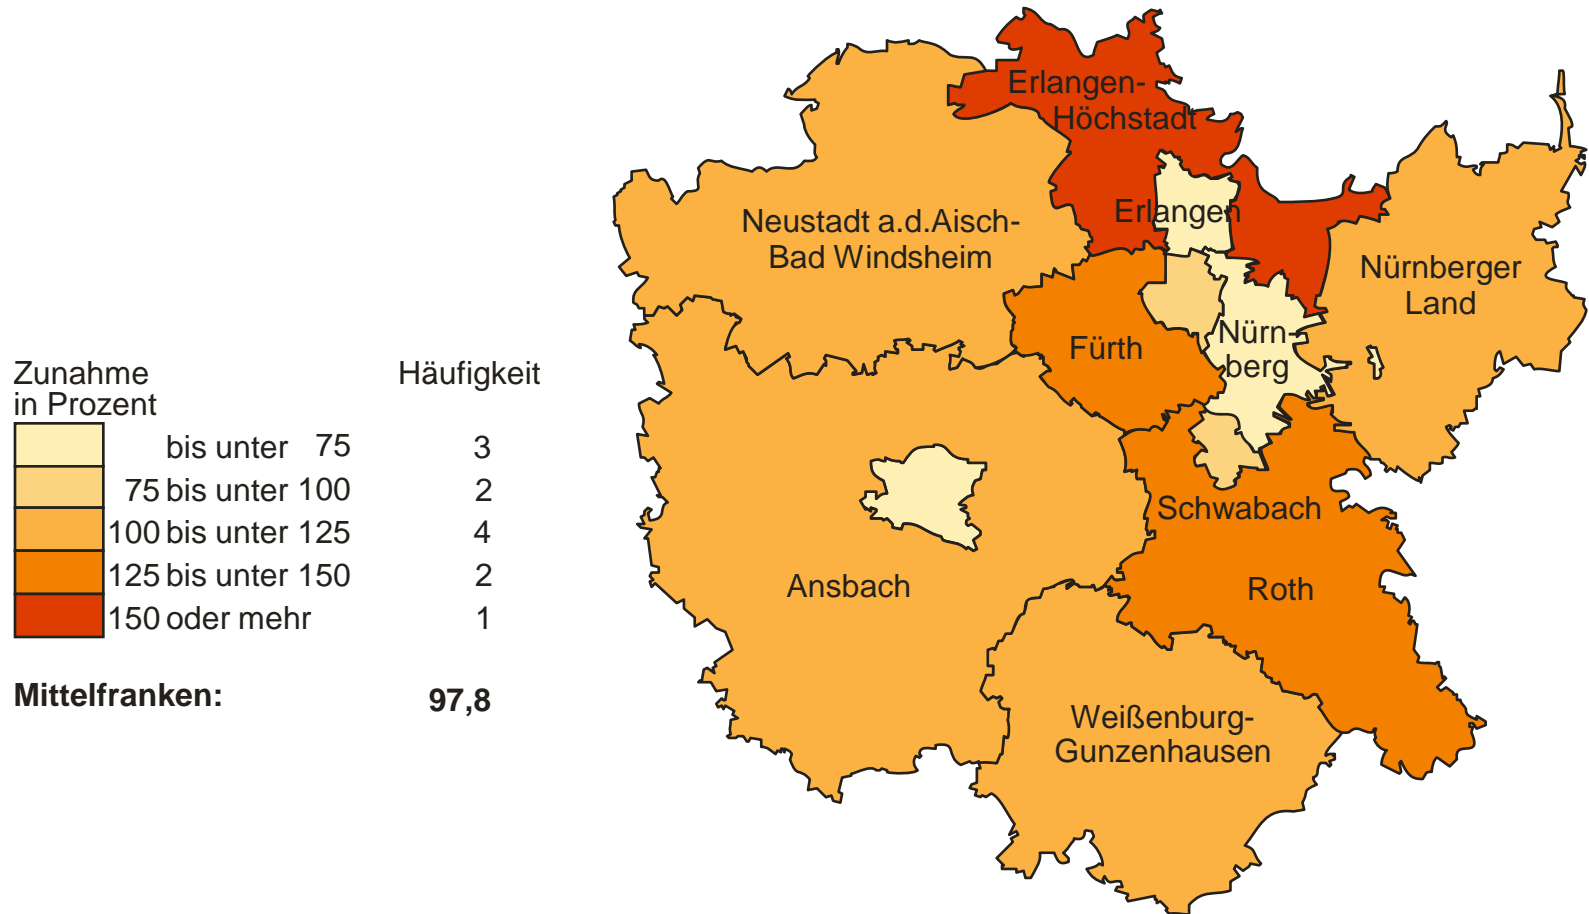 Zunahme
in Prozent
Häufigkeit
bis unter 75 3
75 bis unter 100 2
100 bis unter 125 4
125 bis unter 150 2
150 oder mehr 1
Mittelfranken: 97,8
Erlangen-
Höchstadt
Erlangen
Neustadt a.d.Aisch-
Bad Windsheim
Nürnberger
Land
Fürth
Nürn-
berg
Schwabach
Ansbach
Roth
Weißenburg-
Gunzenhausen